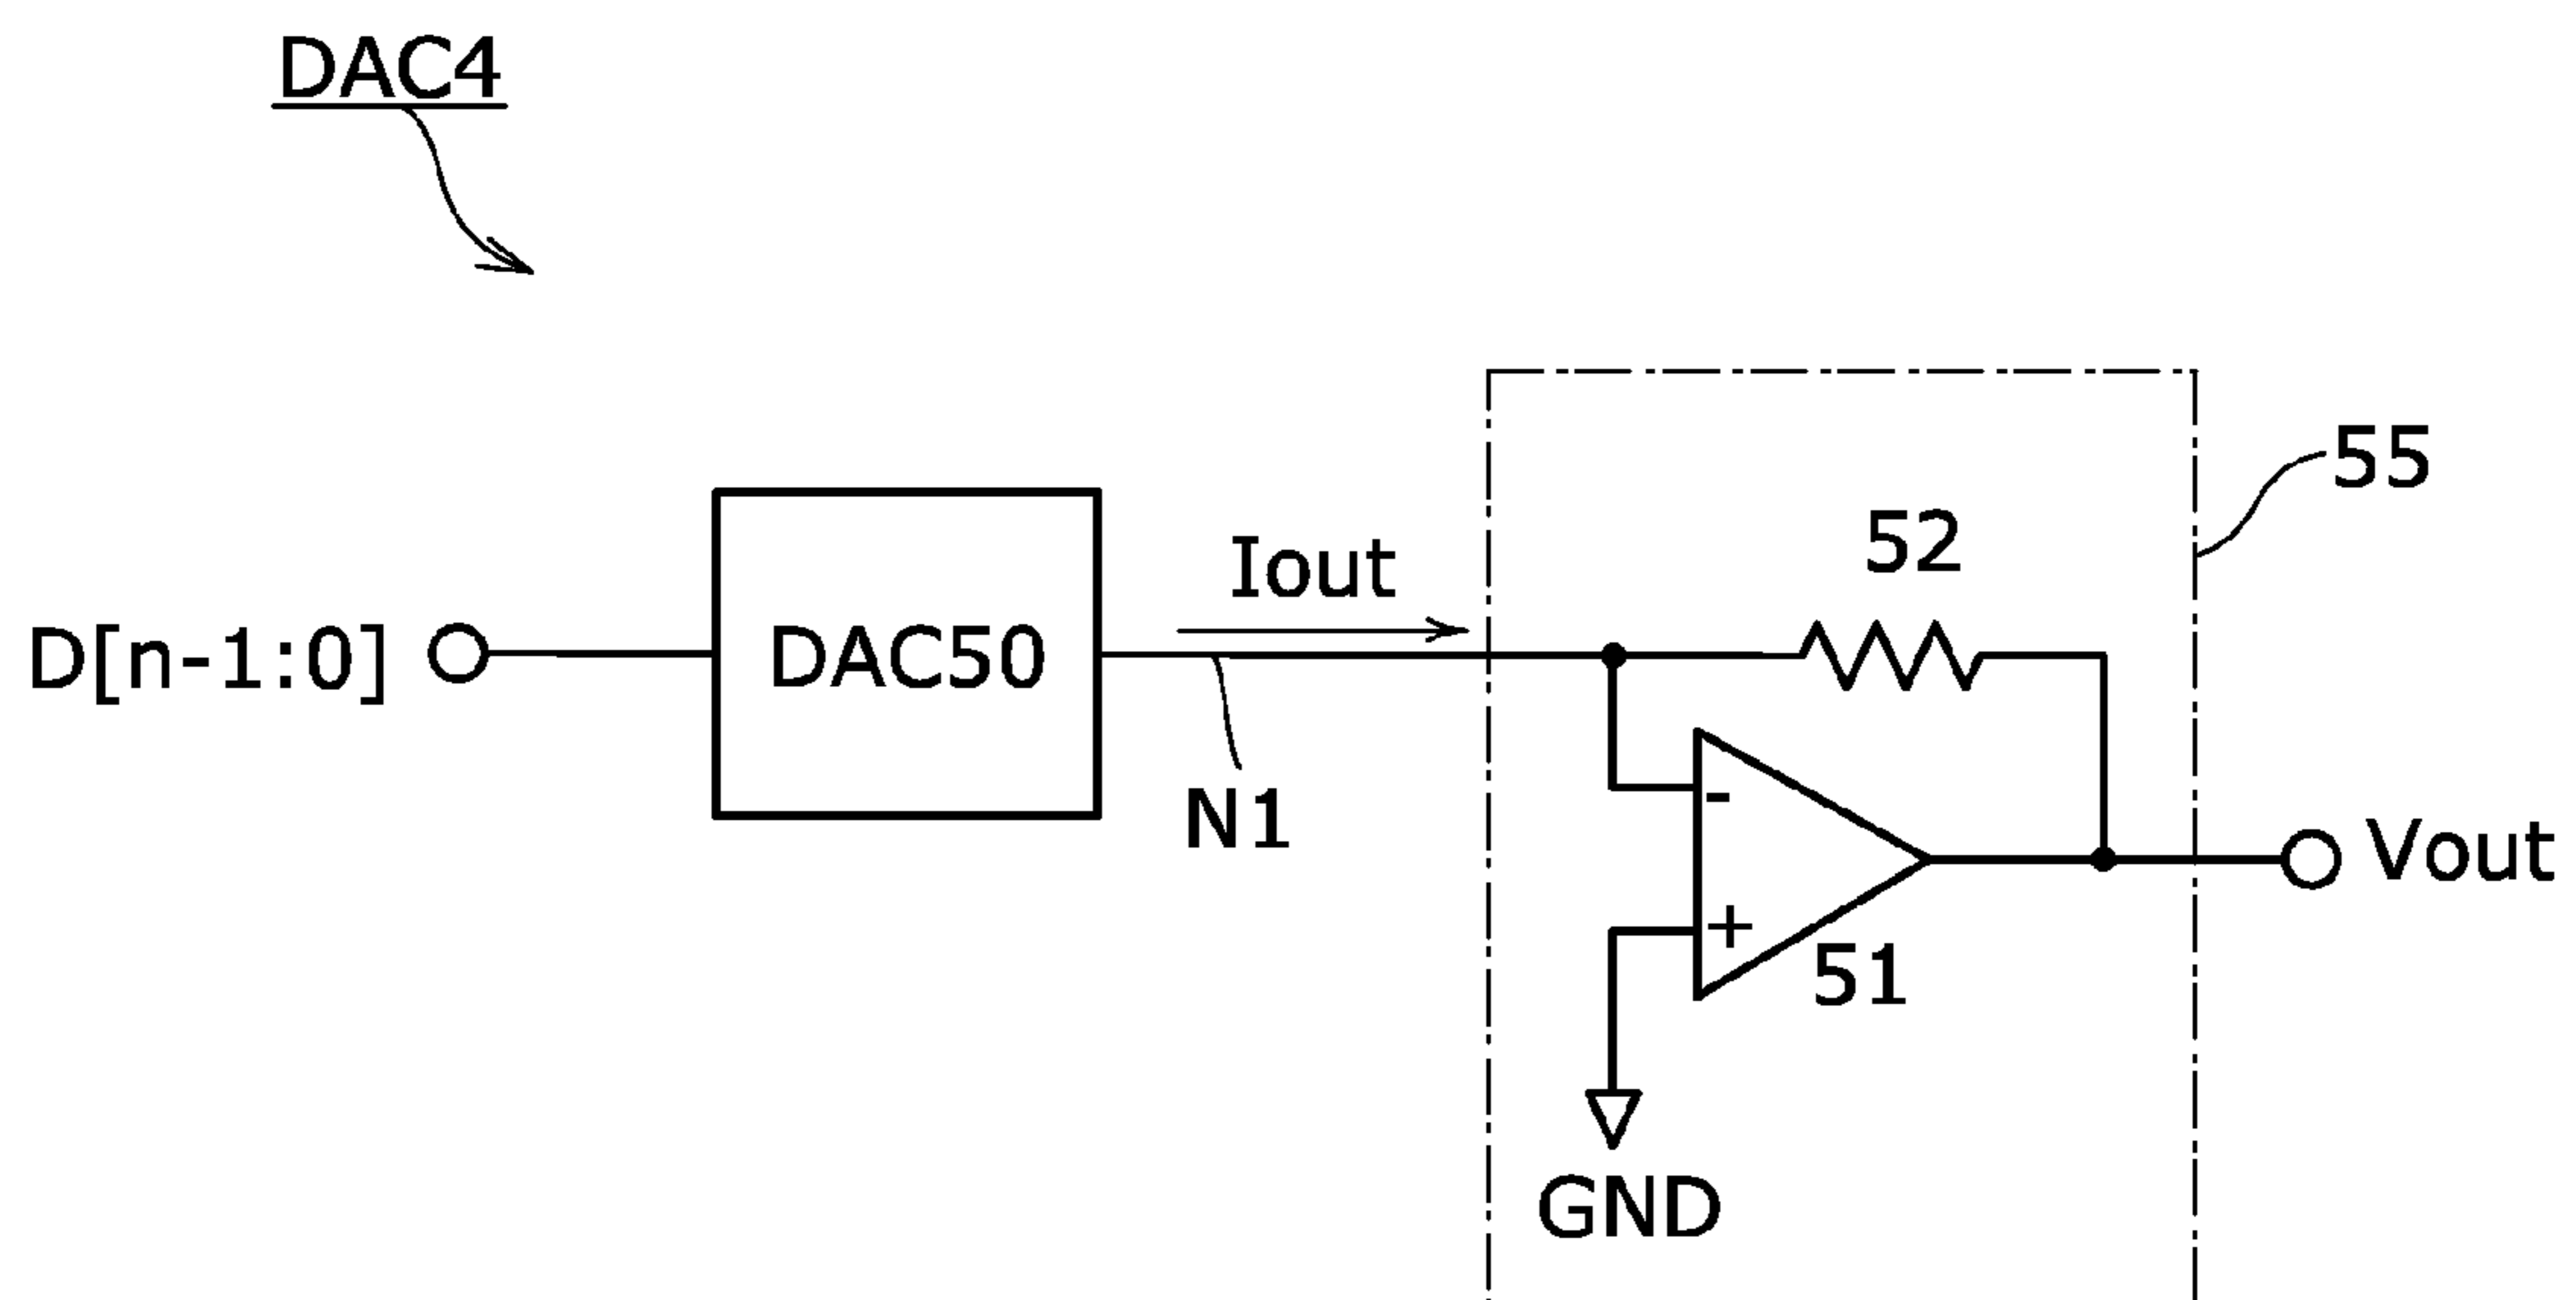 DAC4
55
52
Iout
D[n-1:0]
DAC50
N1
-
+
51
Vout
GND